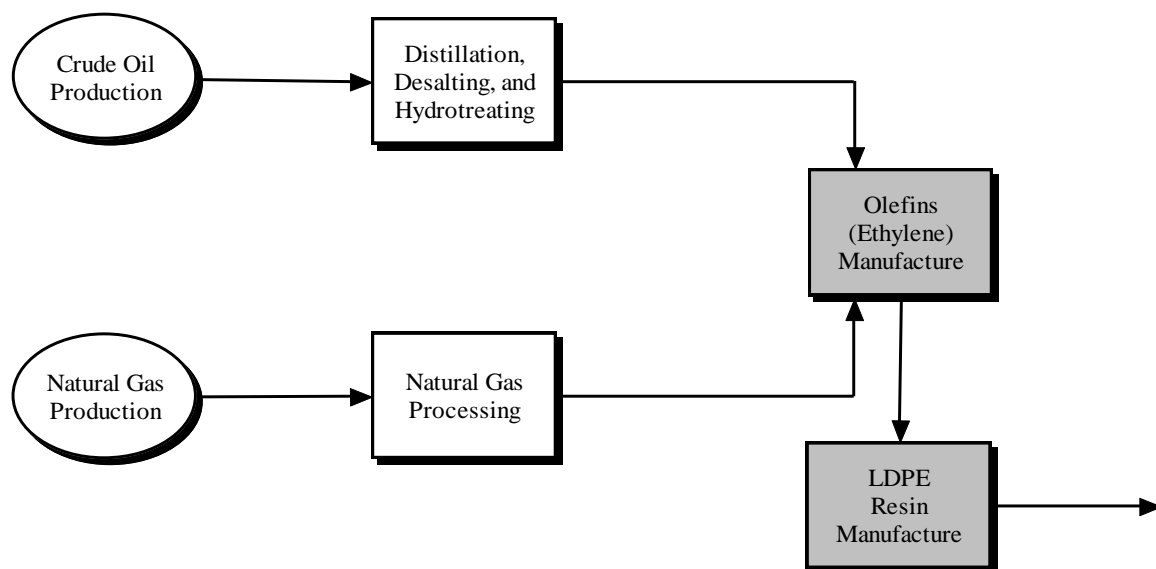 Crude Oil
Production
Distillation,
Desalting, and
Hydrotreating
Olefins
(Ethylene)
Manufacture
Natural Gas
Production
Natural Gas
Processing
LDPE
Resin
Manufacture